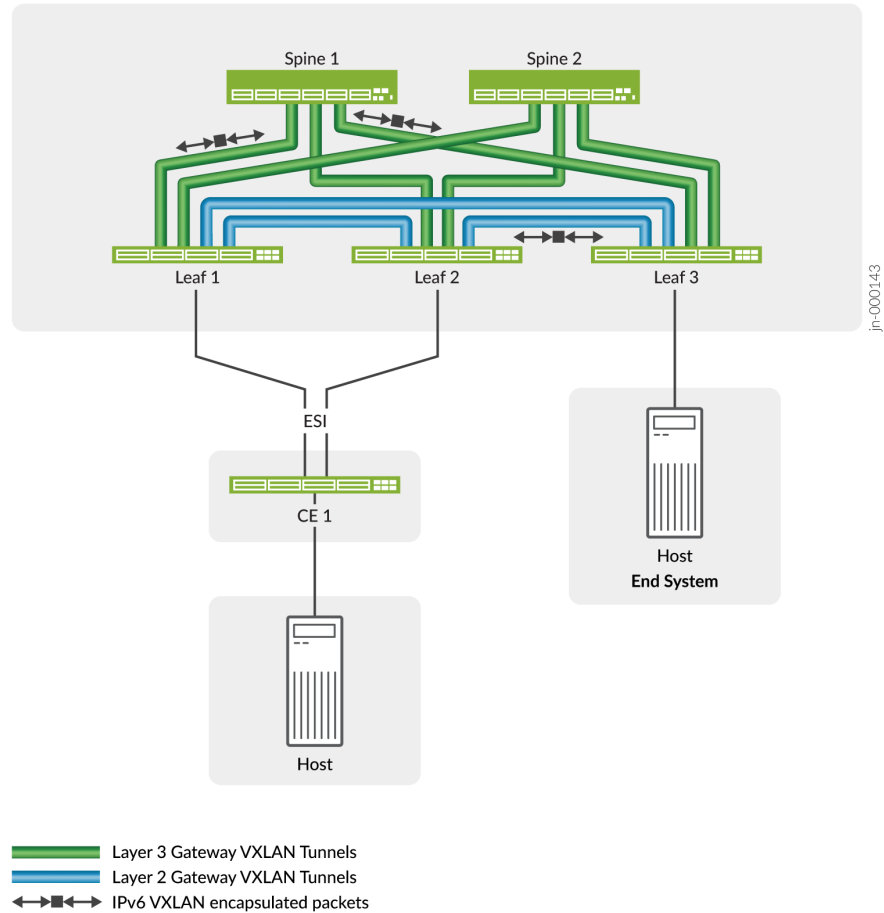 Spine 1
Spine 2
Leaf 1
Leaf 2
Leaf 3
jn-000143
ESI
CE 1
Host
End System
Host
Layer 3 Gateway VXLAN Tunnels
Layer 2 Gateway VXLAN Tunnels
IPv6 VXLAN encapsulated packets